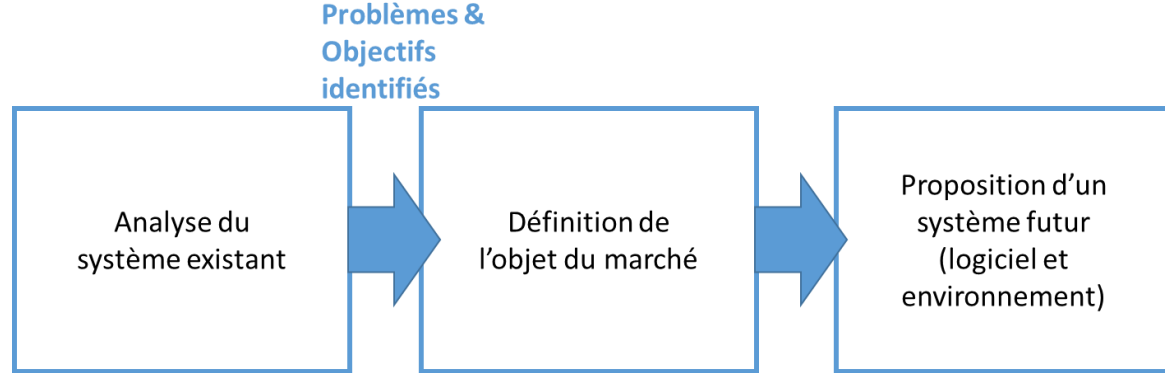 Problèmes &
Objectifs
identifiés
Analyse du
système existant
Définition de
l’objet du marché
Proposition d’un
système futur
(logiciel et
environnement)